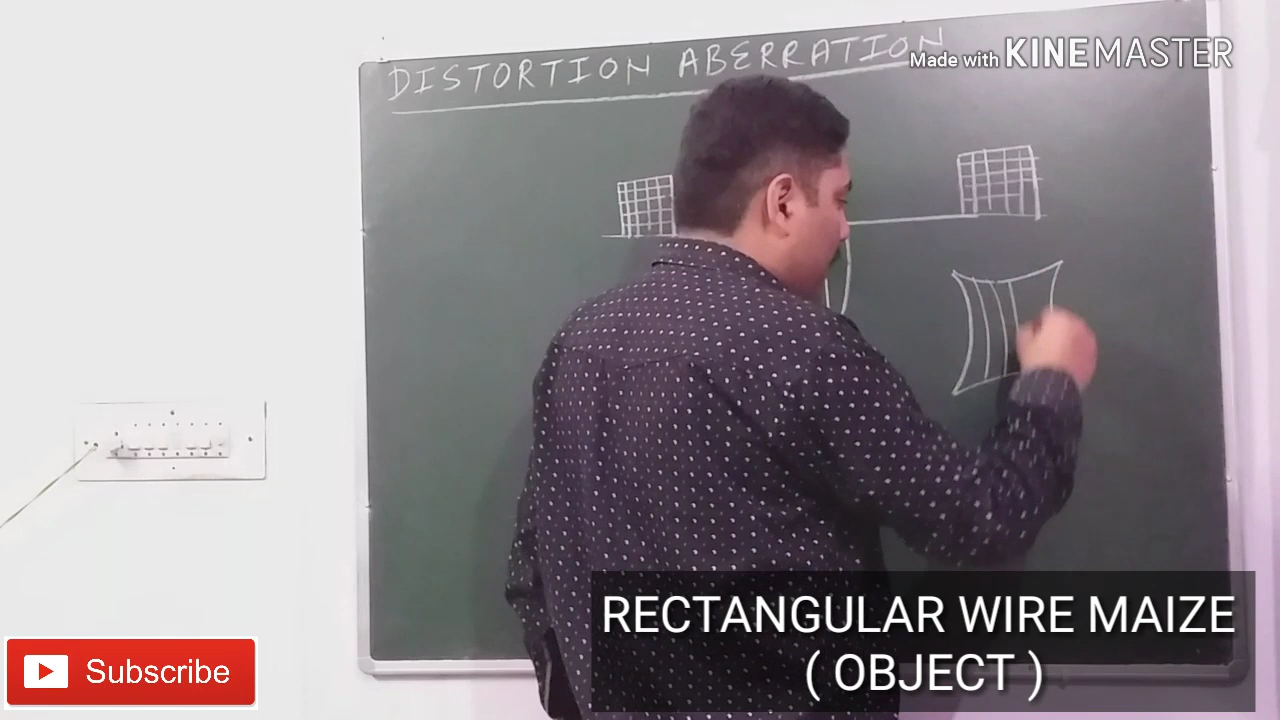 DISTORTION ABERRATION
Made with KINEMASTER
RECTANGULAR WIRE MAIZE
( OBJECT )
Subscribe